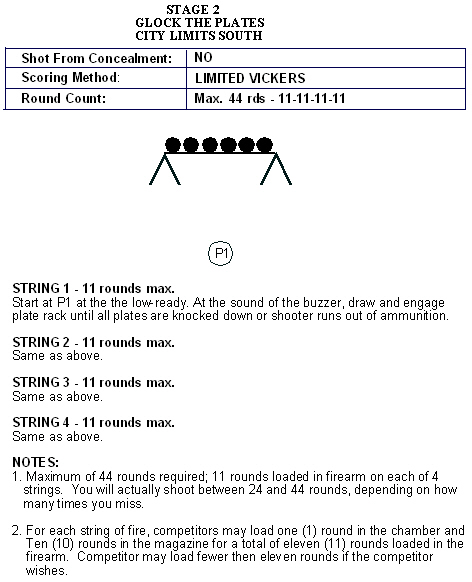 STAGE 2
GLOCK THE PLATES
CITY LIMITS SOUTH
Shot From Concealment: NO
Scoring Method: LIMITED VICKERS
Round Count: Max. 44 rds - 11-11-11-11
P1
STRING 1 - 11 rounds max.
Start at P1 at the the low-ready. At the sound of the buzzer, draw and engage
plate rack until all plates are knocked down or shooter runs out of ammunition.
STRING 2 - 11 rounds max.
Same as above.
STRING 3 - 11 rounds max.
Same as above.
STRING 4 - 11 rounds max.
Same as above.
NOTES:
1. Maximum of 44 rounds required; 11 rounds loaded in firearm on each of 4
strings. You will actually shoot between 24 and 44 rounds, depending on how
many times you miss.
2. For each string of fire, competitors may load one (1) round in the chamber and
Ten (10) rounds in the magazine for a total of eleven (11) rounds loaded in the
firearm. Competitor may load fewer then eleven rounds if the competitor
wishes.